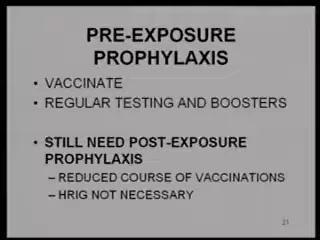 PRE-EXPOSURE
PROPHYLAXIS
• VACCINATE
• REGULAR TESTING AND BOOSTERS
• STILL NEED POST-EXPOSURE
PROPHYLAXIS
– REDUCED COURSE OF VACCINATIONS
– HRIG NOT NECESSARY
21